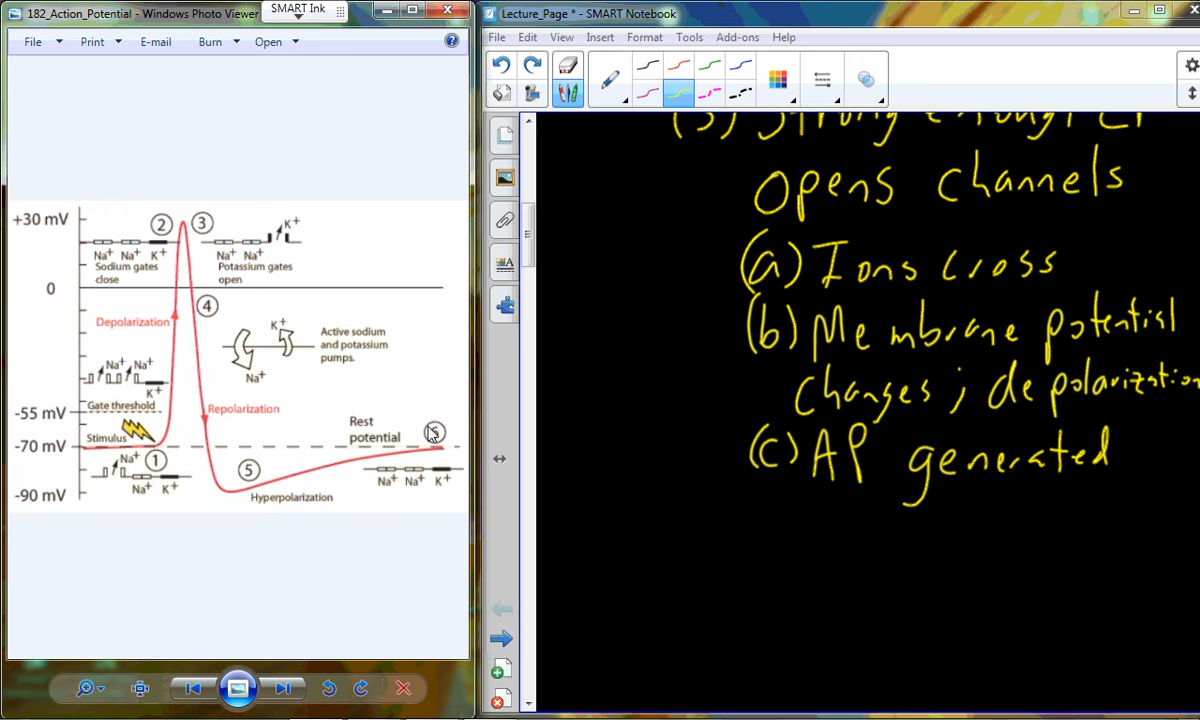 182_Action_Potential - Windows Photo Viewer
SMART Ink
File Print E-mail Burn Open
+30 mV
0
-55 mV
-70 mV
-90 mV
2
3
K+
Na+ Na+ K+
Sodium gates
close
Na+ Na+
Potassium gates
open
Depolarization
4
K+
Na+
Active sodium
and potassium
pumps.
Na+ Na+
K+
Gate threshold
Stimulus
Repolarization
Rest
potential
Na+
1
Na+ K+
5
Hyperpolarization
Na+ Na+ K+
Lecture_Page * - SMART Notebook
File Edit View Insert Format Tools Add-ons Help
(3) Strong enough
opens channels
(a) Ions cross
(b) Membrane potential
changes; depolarization
(c) AP generated